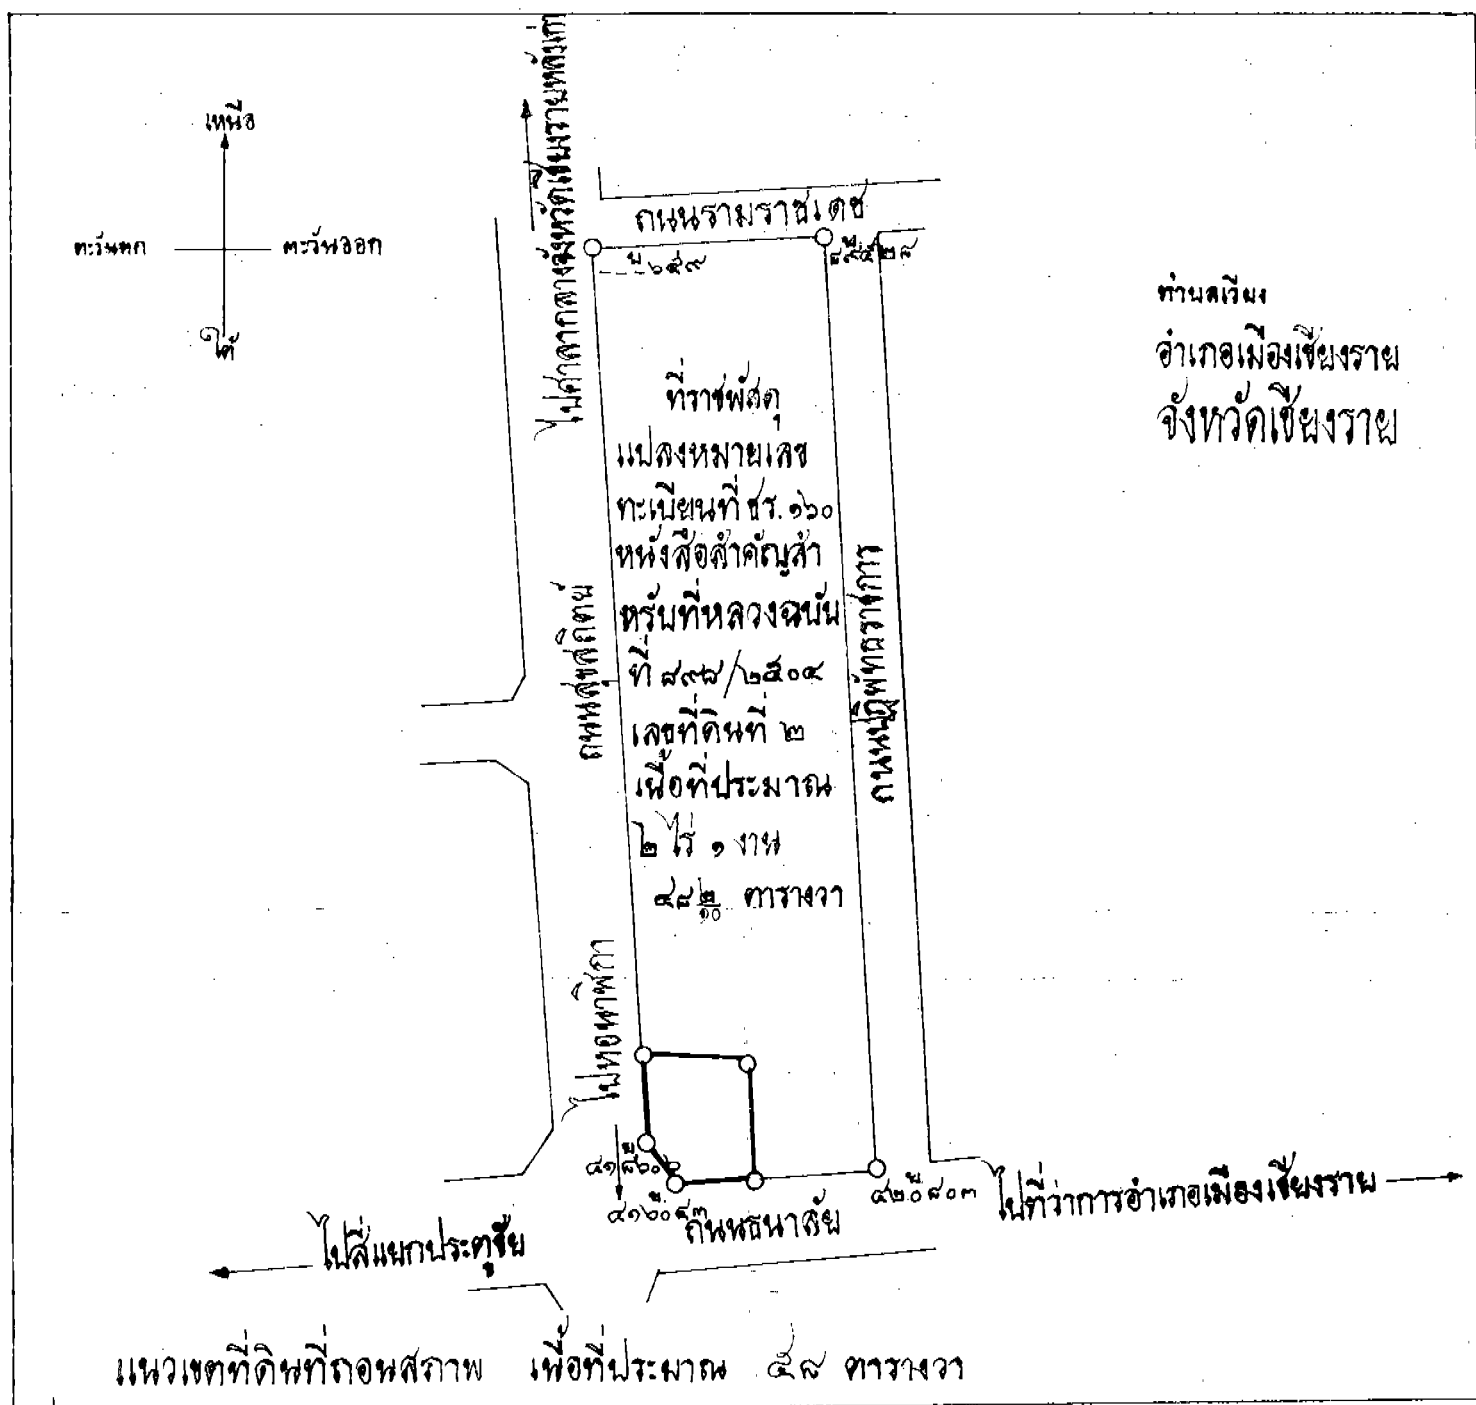 เหนือ
ตะวันตก
ตะวันออก
ใต้
ไปศาลากลางจังหวัดเชียงรายหลังเก่า
ถนนรามราชเดช
ตำบลเวียง
อำเภอเมืองเชียงราย
จังหวัดเชียงราย
ที่ราชพัสดุ
แปลงหมายเลข
ทะเบียนที่ ชร. ๑๖๐
หนังสือสำคัญสำ
หรับที่หลวงฉบับ
ที่ ๘๙๘/๒๕๐๔
เลขที่ดินที่ ๒
เนื้อที่ประมาณ
๒ ไร่ ๑ งาน
๔๘ ๒/๑๐ ตารางวา
ถนนสุขสถิตย์
ถนนปฏิพัทธราชการ
ไปหอนาฬิกา
ถนนธนาลัย
ไปที่ว่าการอำเภอเมืองเชียงราย
ไปสี่แยกประตูชัย
แนวเขตที่ดินที่ถอนสภาพ เนื้อที่ประมาณ ๕๘ ตารางวา